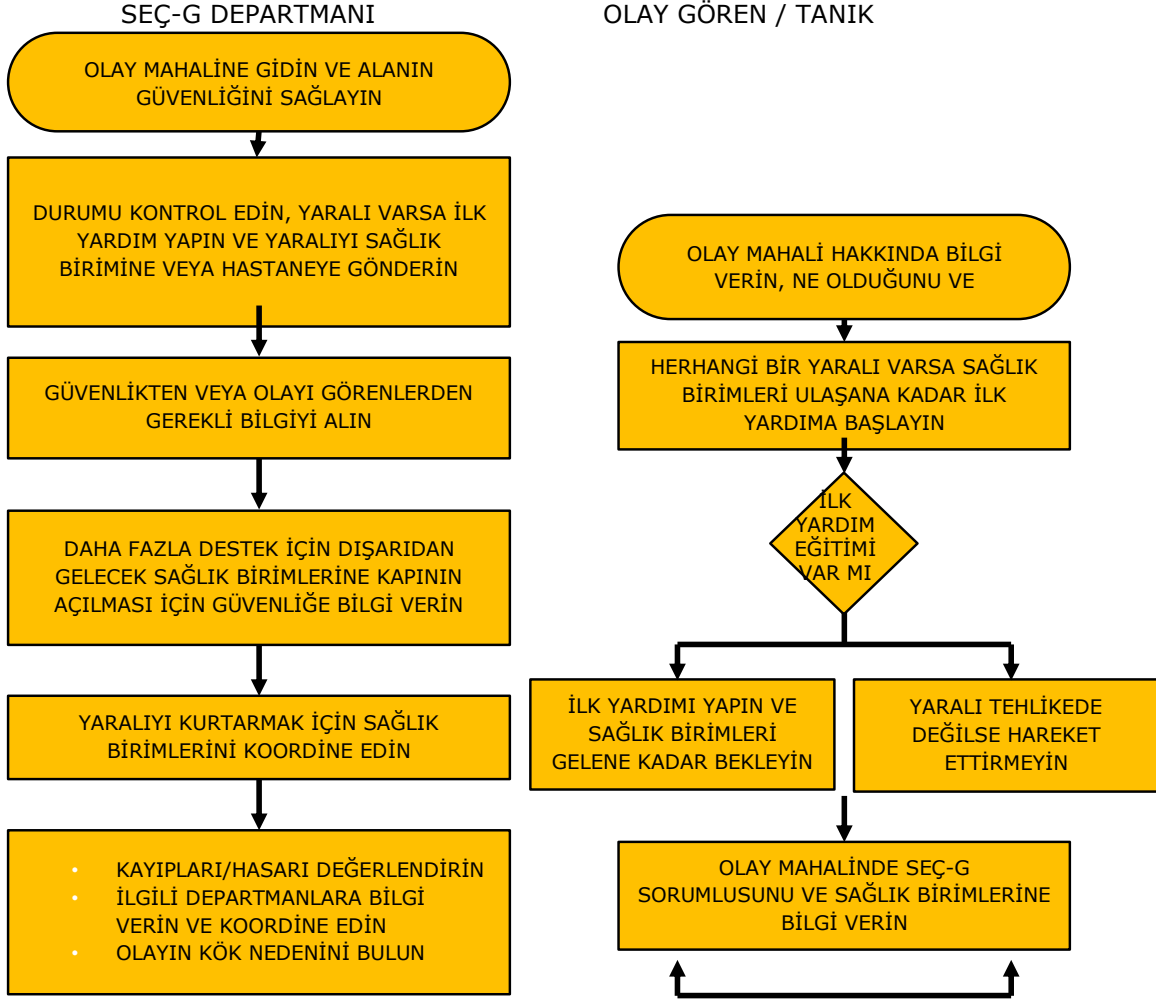 SEÇ-G DEPARTMANI
OLAY MAHALİNE GİDİN VE ALANIN
GÜVENLİĞİNİ SAĞLAYIN
DURUMU KONTROL EDİN, YARALI VARSA İLK
YARDIM YAPIN VE YARALIYI SAĞLIK
BİRİMİNE VEYA HASTANEYE GÖNDERİN
GÜVENLİKTEN VEYA OLAYI GÖRENLERDEN
GEREKLİ BİLGİYİ ALIN
DAHA FAZLA DESTEK İÇİN DIŞARIDAN
GELECEK SAĞLIK BİRİMLERİNE KAPININ
AÇILMASI İÇİN GÜVENLİĞE BİLGİ VERİN
YARALIYI KURTARMAK İÇİN SAĞLIK
BİRİMLERİNİ KOORDİNE EDİN
• KAYIPLARI/HASARI DEĞERLENDİRİN
• İLGİLİ DEPARTMANLARA BİLGİ
VERİN VE KOORDİNE EDİN
• OLAYIN KÖK NEDENİNİ BULUN
OLAY GÖREN / TANIK
OLAY MAHALİ HAKKINDA BİLGİ
VERİN, NE OLDUĞUNU VE
HERHANGİ BİR YARALI VARSA SAĞLIK
BİRİMLERİ ULAŞANA KADAR İLK
YARDIMA BAŞLAYIN
İLK
YARDIM
EĞİTİMİ
VAR MI
İLK YARDIMI YAPIN VE
SAĞLIK BİRİMLERİ
GELENE KADAR BEKLEYİN
YARALI TEHLİKEDE
DEĞİLSE HAREKET
ETTİRMEYİN
OLAY MAHALİNDE SEÇ-G
SORUMLUSUNU VE SAĞLIK BİRİMLERİNE
BİLGİ VERİN